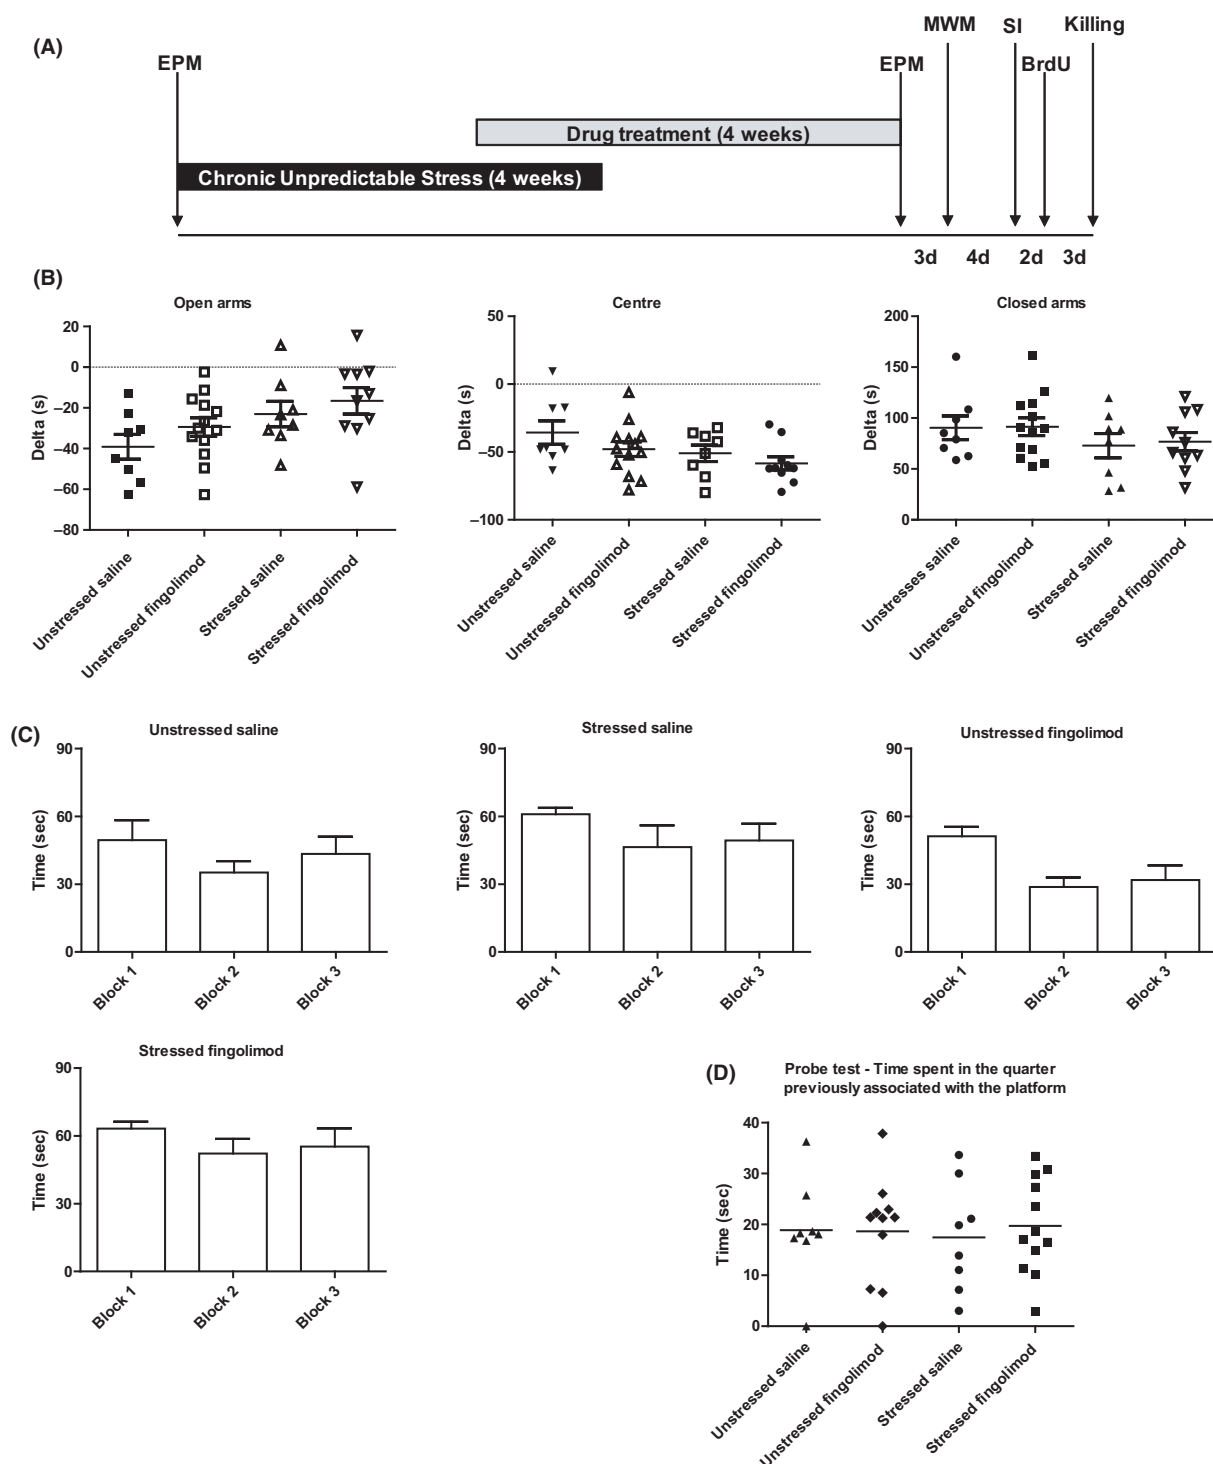 (A)
MWM SI Killing
EPM EPM BrdU
Drug treatment (4 weeks)
Chronic Unpredictable Stress (4 weeks)
3d 4d 2d 3d
(B)
Open arms
Delta (s)
20
0
–20
–40
–60
–80
Unstressed saline
Unstressed fingolimod
Stressed saline
Stressed fingolimod
Centre
Delta (s)
50
0
–50
–100
Unstressed saline
Unstressed fingolimod
Stressed saline
Stressed fingolimod
Closed arms
Delta (s)
200
150
100
50
0
Unstresses saline
Unstressed fingolimod
Stressed saline
Stressed fingolimod
(C)
Unstressed saline
Time (sec)
90
60
30
0
Block 1
Block 2
Block 3
Stressed saline
Time (sec)
90
60
30
0
Block 1
Block 2
Block 3
Unstressed fingolimod
Time (sec)
90
60
30
0
Block 1
Block 2
Block 3
Stressed fingolimod
Time (sec)
90
60
30
0
Block 1
Block 2
Block 3
(D)
Probe test - Time spent in the quarter
previously associated with the platform
Time (sec)
40
30
20
10
0
Unstressed saline
Unstressed fingolimod
Stressed saline
Stressed fingolimod